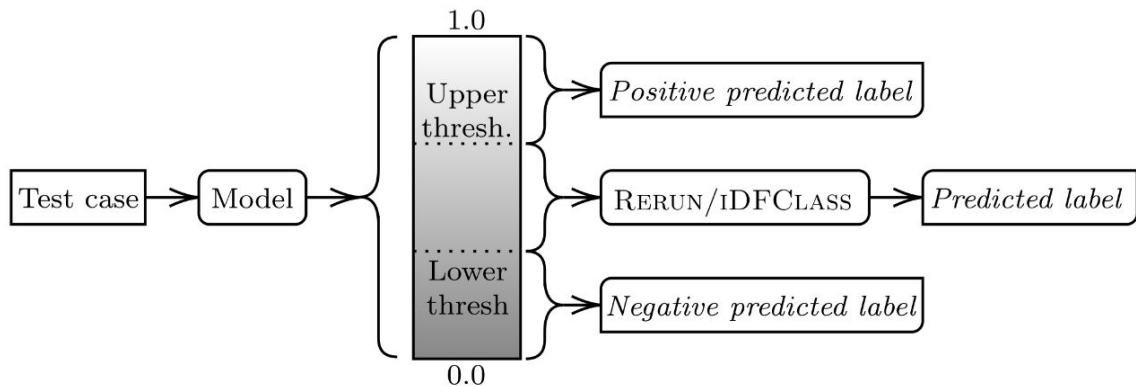 1.0
Upper
thresh.
Positive predicted label
Test case
Model
RERUN/IDFCLASS
Predicted label
Lower
thresh
Negative predicted label
0.0